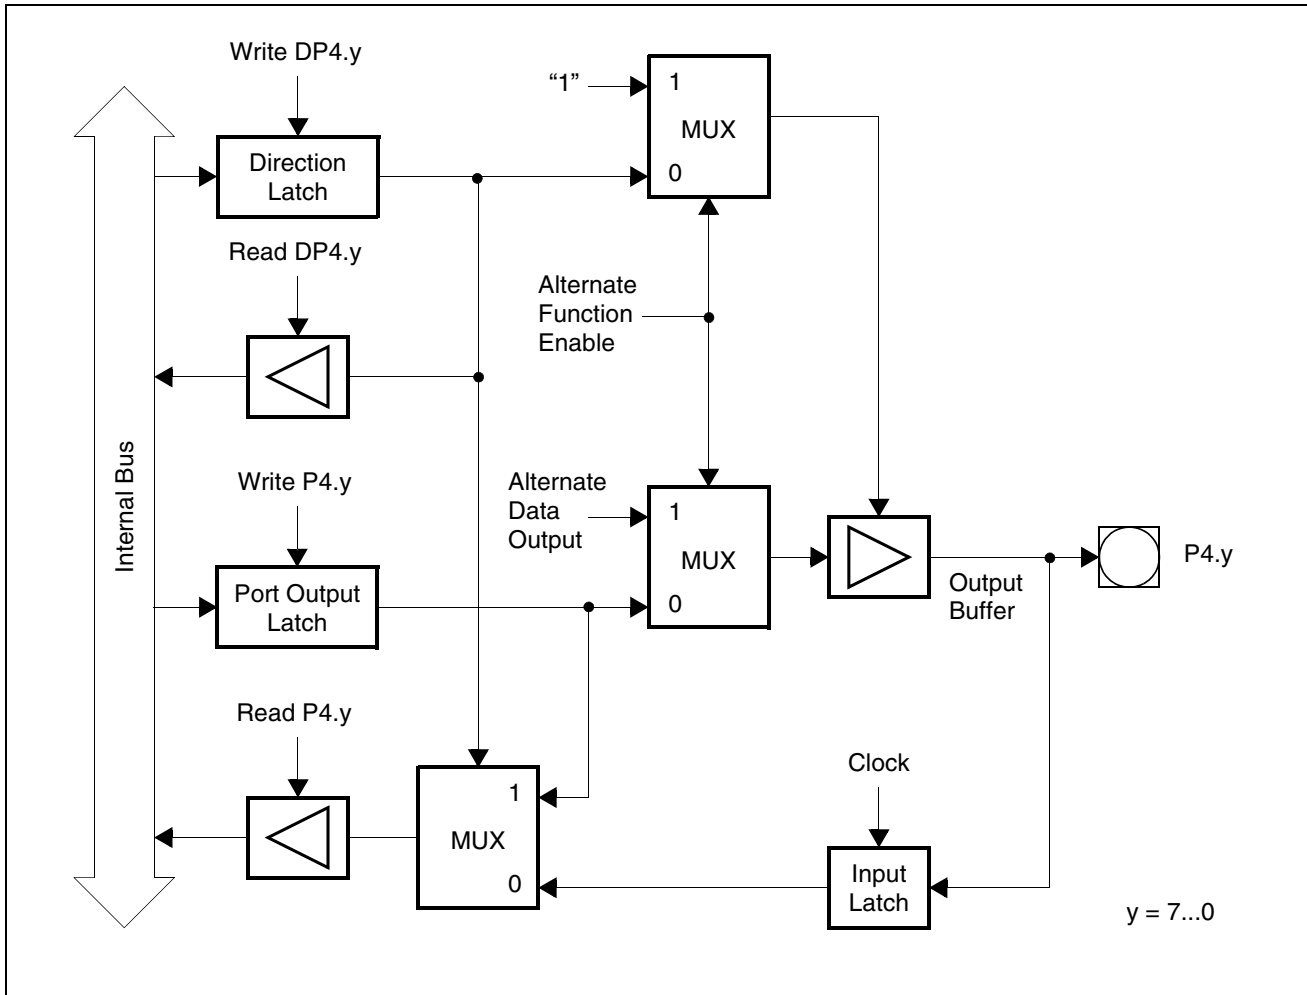 Write DP4.y
“1”
1
MUX
0
Direction
Latch
Read DP4.y
Alternate
Function
Enable
Internal Bus
Write P4.y
Alternate
Data
Output
1
MUX
0
Port Output
Latch
Output
Buffer
P4.y
Read P4.y
1
MUX
0
Clock
Input
Latch
y = 7...0